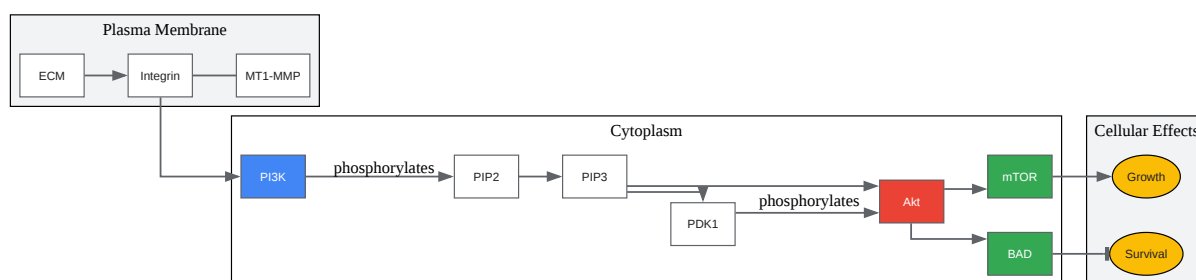 Plasma Membrane
ECM
Integrin
MT1-MMP
Cytoplasm
Cellular Effects
PI3K
phosphorylates
PIP2
PIP3
PDK1
phosphorylates
Akt
mTOR
Growth
BAD
Survival